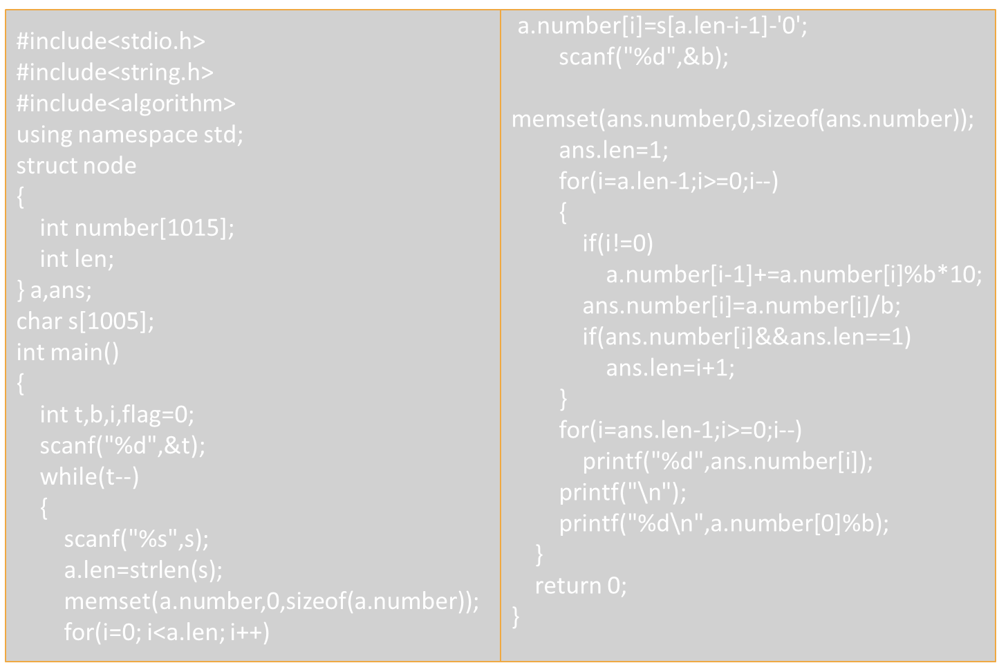 #include<stdio.h>
#include<string.h>
#include<algorithm>
using namespace std;
struct node
{
    int number[1015];
    int len;
} a,ans;
char s[1005];
int main()
{
    int t,b,i,flag=0;
    scanf("%d",&t);
    while(t--)
    {
        scanf("%s",s);
        a.len=strlen(s);
        memset(a.number,0,sizeof(a.number));
        for(i=0; i<a.len; i++)
 a.number[i]=s[a.len-i-1]-'0';
        scanf("%d",&b);
memset(ans.number,0,sizeof(ans.number));
        ans.len=1;
        for(i=a.len-1;i>=0;i--)
        {
            if(i!=0)
                a.number[i-1]+=a.number[i]%b*10;
            ans.number[i]=a.number[i]/b;
            if(ans.number[i]&&ans.len==1)
                ans.len=i+1;
        }
        for(i=ans.len-1;i>=0;i--)
            printf("%d",ans.number[i]);
        printf("\n");
        printf("%d\n",a.number[0]%b);
    }
    return 0;
}